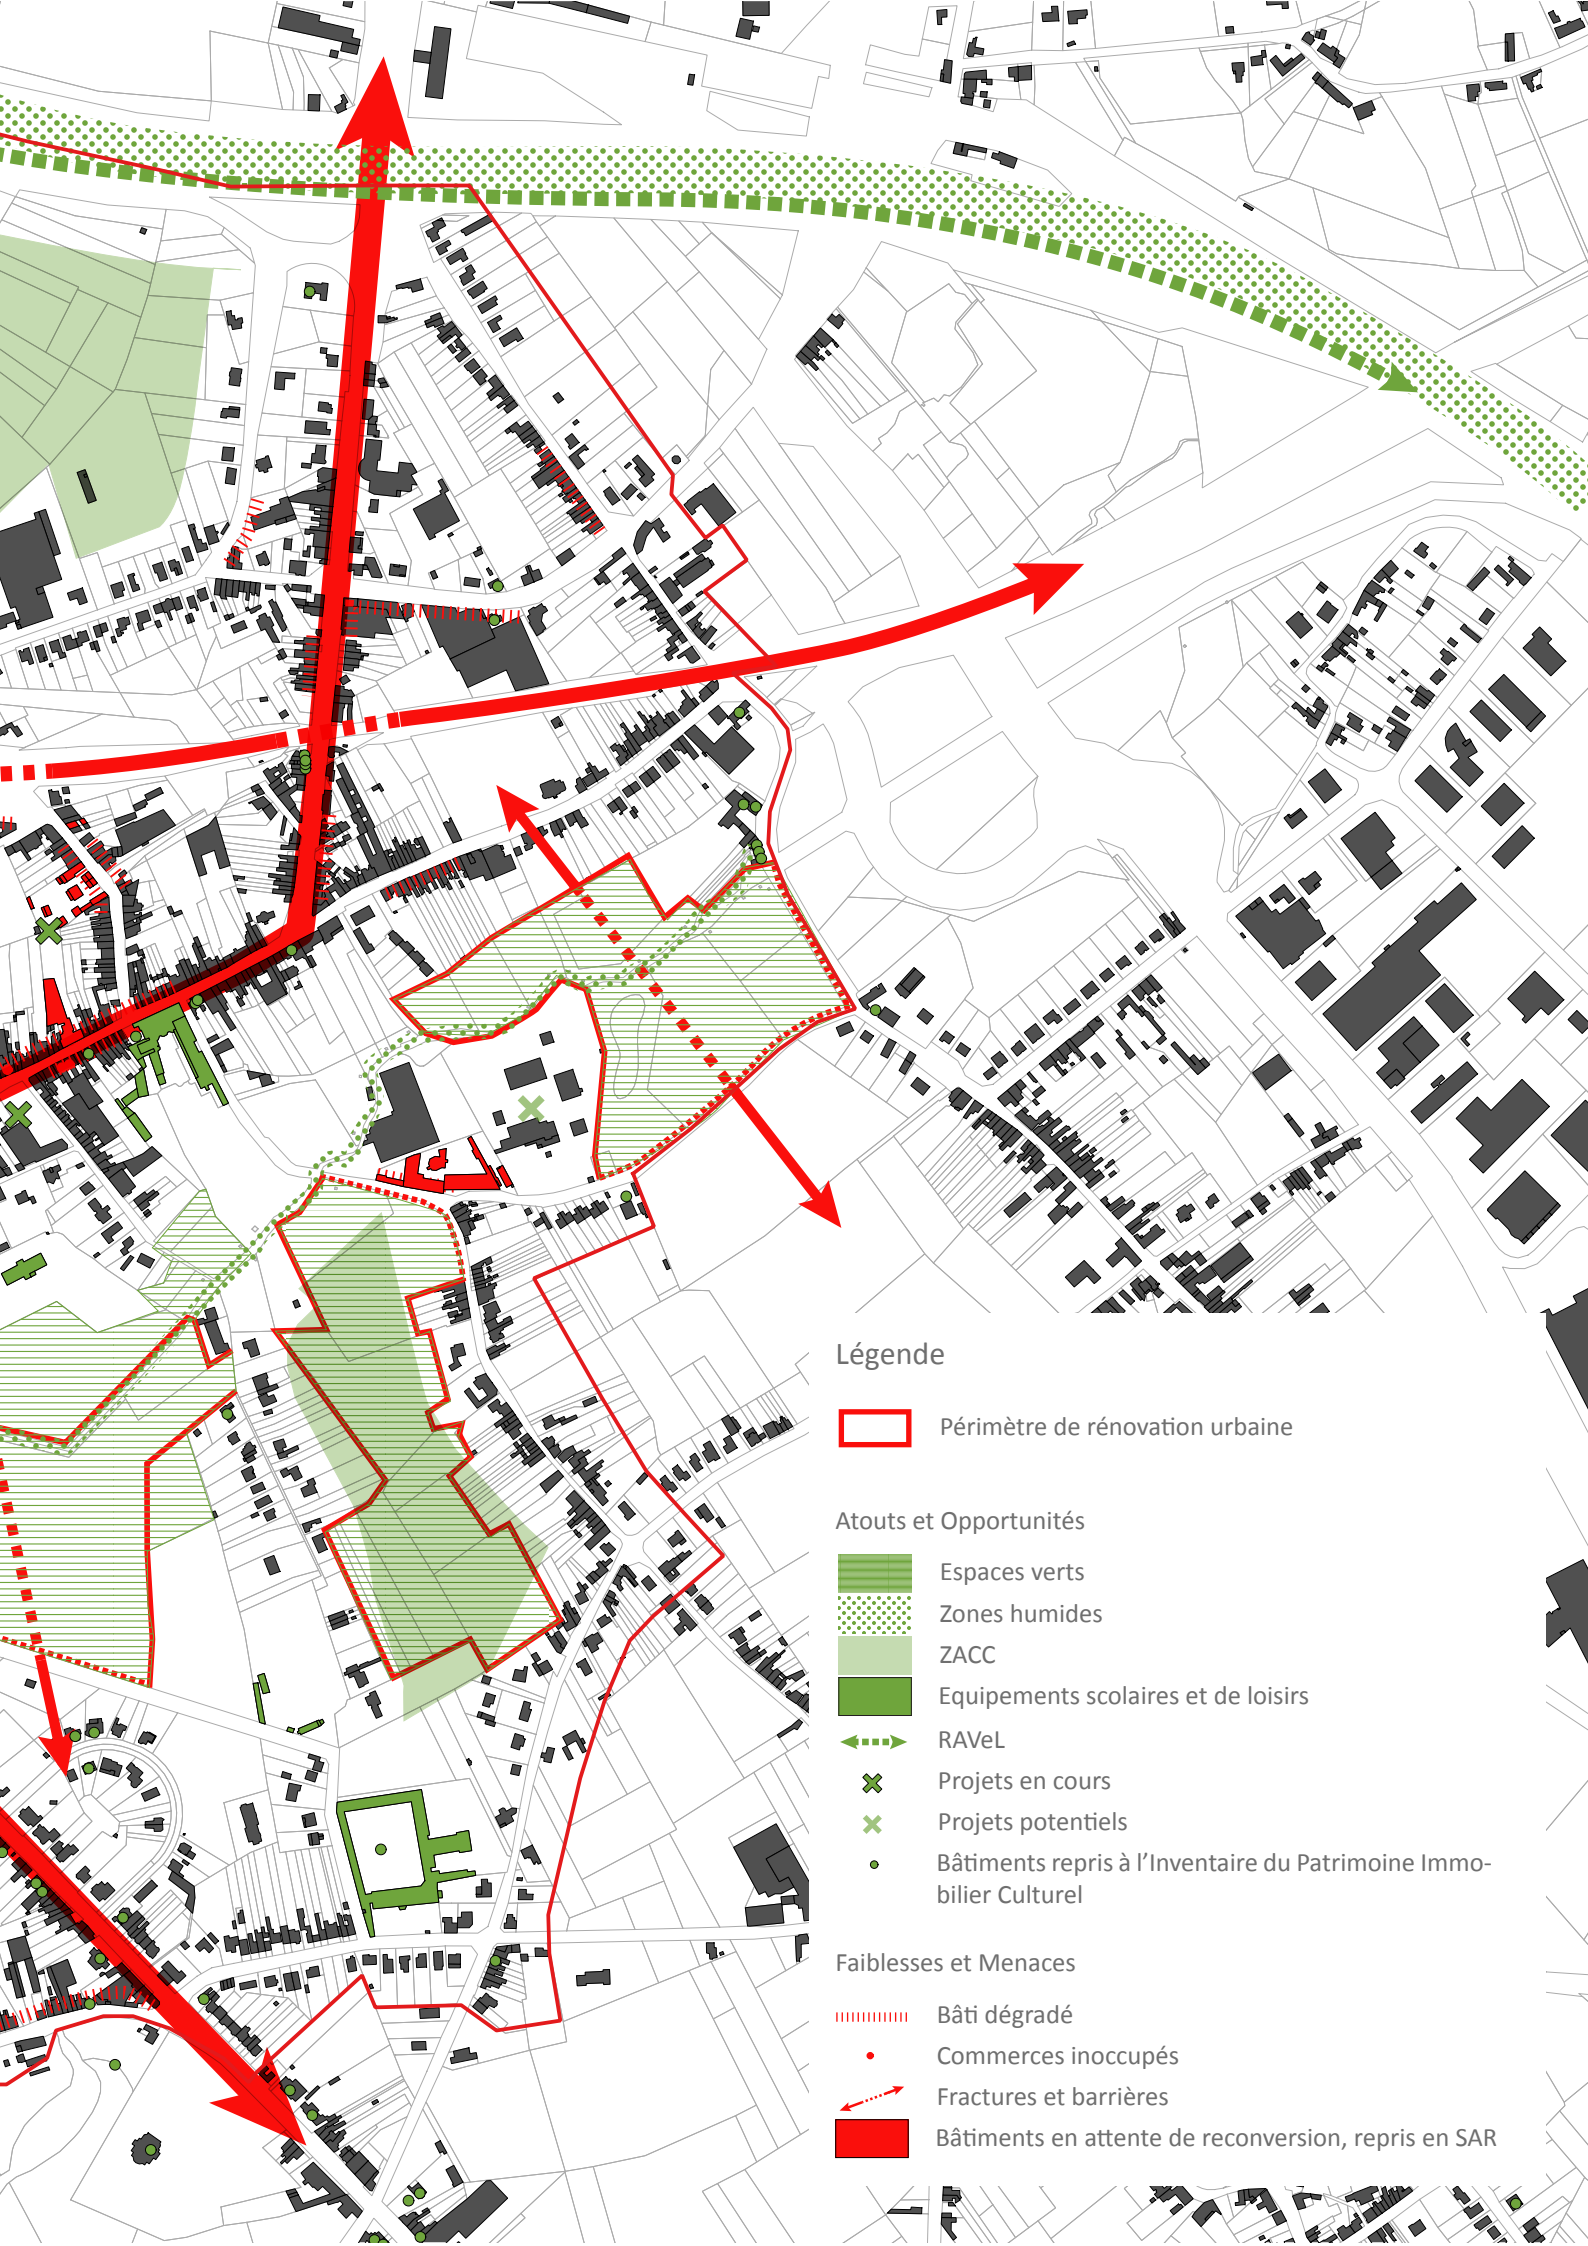 Légende
Périmètre de rénovation urbaine
Atouts et Opportunités
Espaces verts
Zones humides
ZACC
Equipements scolaires et de loisirs
RAVeL
Projets en cours
Projets potentiels
Bâtiments repris à l’Inventaire du Patrimoine Immo-
bilier Culturel
Faiblesses et Menaces
Bâti dégradé
Commerces inoccupés
Fractures et barrières
Bâtiments en attente de reconversion, repris en SAR